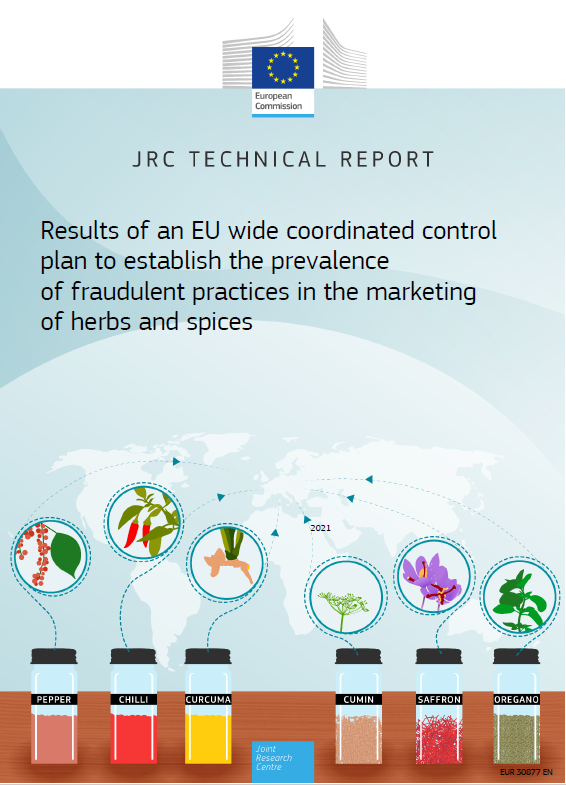 European
Commission
JRC TECHNICAL REPORT
Results of an EU wide coordinated control
plan to establish the prevalence
of fraudulent practices in the marketing
of herbs and spices
2021
PEPPER
CHILLI
CURCUMA
CUMIN
SAFFRON
OREGANO
Joint
Research
Centre
EUR 30877 EN